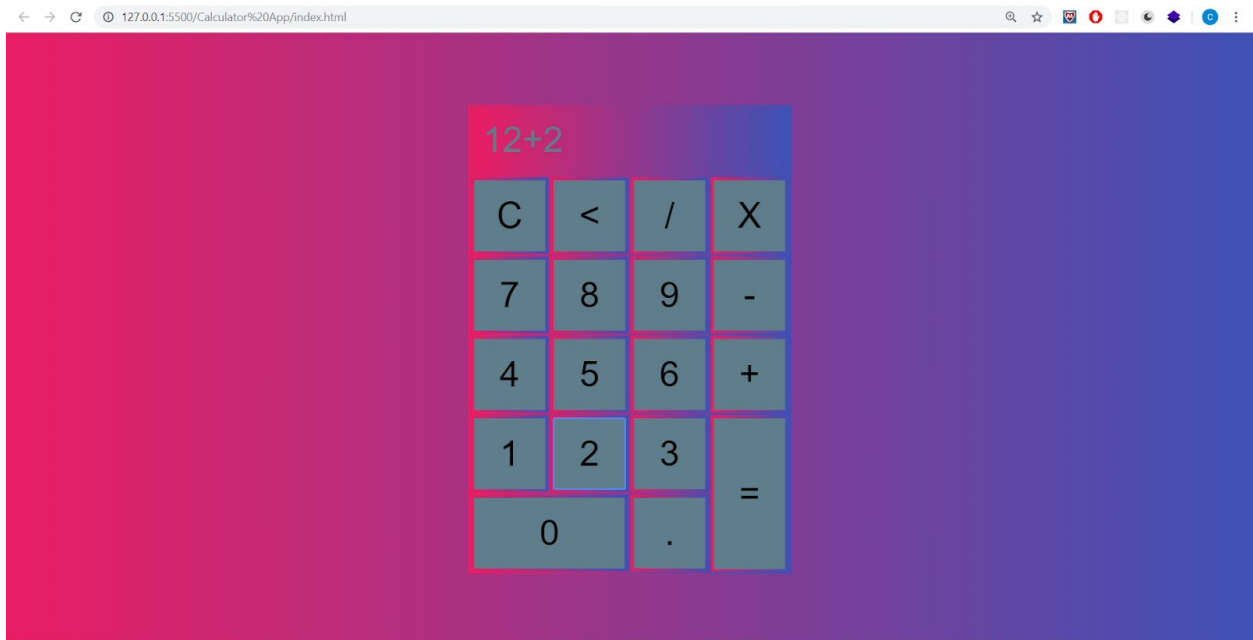 127.0.0.1:5500/Calculator%20App/index.html
C
12+2
C < / X
7 8 9 -
4 5 6 +
1 2 3
=
0 .